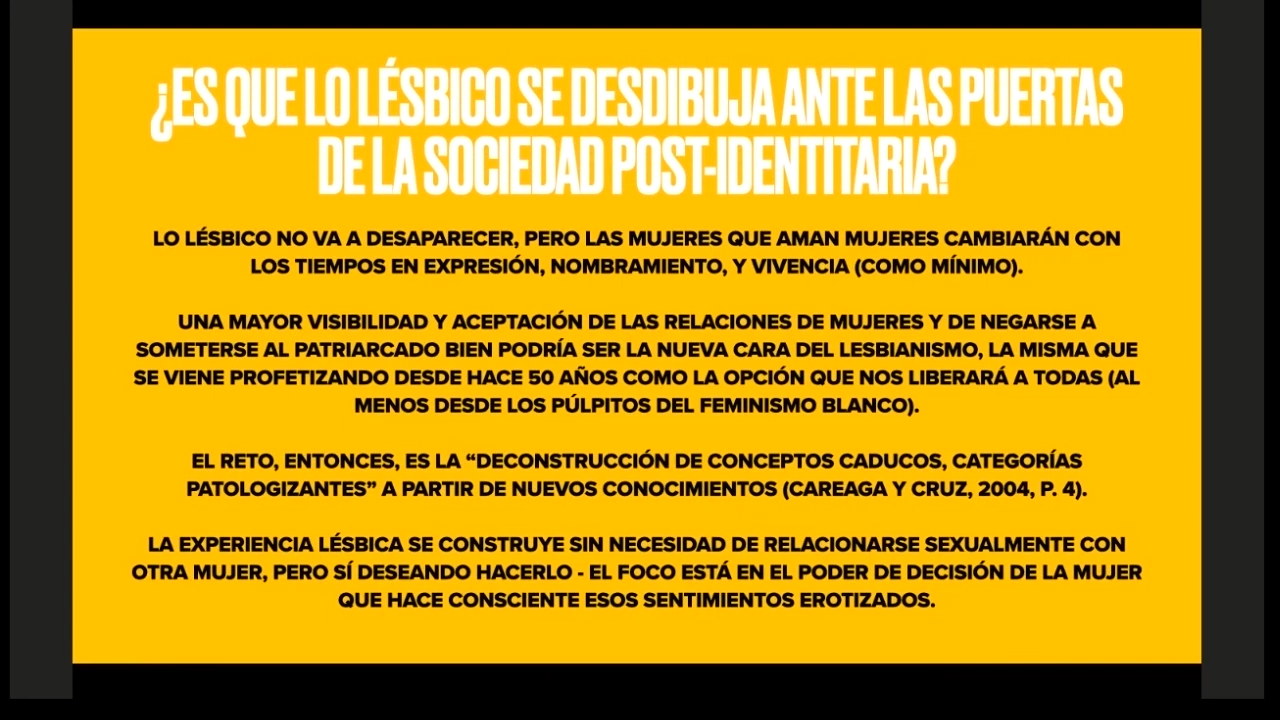 ¿ES QUE LO LÉSBICO SE DESDIBUJA ANTE LAS PUERTAS
DE LA SOCIEDAD POST-IDENTITARIA?
LO LÉSBICO NO VA A DESAPARECER, PERO LAS MUJERES QUE AMAN MUJERES CAMBIARÁN CON
LOS TIEMPOS EN EXPRESIÓN, NOMBRAMIENTO, Y VIVENCIA (COMO MÍNIMO).
UNA MAYOR VISIBILIDAD Y ACEPTACIÓN DE LAS RELACIONES DE MUJERES Y DE NEGARSE A
SOMETERSE AL PATRIARCADO BIEN PODRÍA SER LA NUEVA CARA DEL LESBIANISMO, LA MISMA QUE
SE VIENE PROFETIZANDO DESDE HACE 50 AÑOS COMO LA OPCIÓN QUE NOS LIBERARÁ A TODAS (AL
MENOS DESDE LOS PÚLPITOS DEL FEMINISMO BLANCO).
EL RETO, ENTONCES, ES LA “DECONSTRUCCIÓN DE CONCEPTOS CADUCOS, CATEGORÍAS
PATOLOGIZANTES” A PARTIR DE NUEVOS CONOCIMIENTOS (CAREAGA Y CRUZ, 2004, P. 4).
LA EXPERIENCIA LÉSBICA SE CONSTRUYE SIN NECESIDAD DE RELACIONARSE SEXUALMENTE CON
OTRA MUJER, PERO SÍ DESEANDO HACERLO - EL FOCO ESTÁ EN EL PODER DE DECISIÓN DE LA MUJER
QUE HACE CONSCIENTE ESOS SENTIMIENTOS EROTIZADOS.